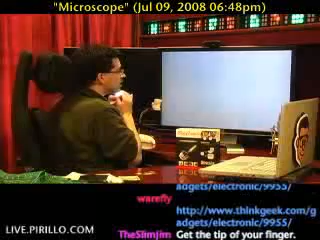 "Microscope" (Jul 09, 2008 06:48pm)
warefly
adgets/electronic/9955/
http://www.thinkgeek.com/g
adgets/electronic/9955/
LIVE.PIRILLO.COM
TheSlimJim Get the tip of your finger.